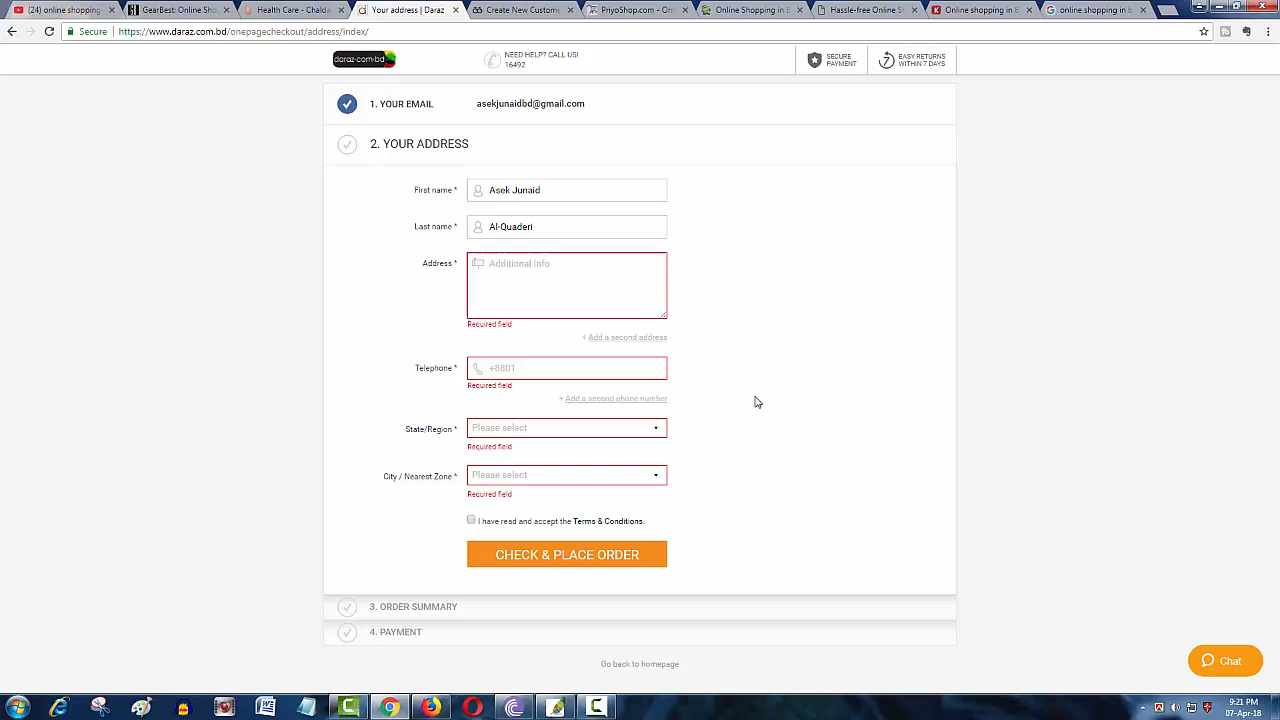 (24) online shopping
GearBest: Online Sho
Health Care - Chalda
Your address | Daraz
Create New Custome
PriyoShop.com - Onl
Online Shopping in B
Hassle-free Online S
Online shopping in b
online shopping in b
Secure
https://www.daraz.com.bd/onepagecheckout/address/index/
daraz.com.bd
NEED HELP? CALL US!
16492
SECURE
PAYMENT
7
EASY RETURNS
WITHIN 7 DAYS
1. YOUR EMAIL
asekjunaidbd@gmail.com
2. YOUR ADDRESS
First name *
Asek Junaid
Last name *
Al-Quaderi
Address *
Additional Info
Required field
+ Add a second address
Telephone *
+8801
Required field
+ Add a second phone number
State/Region *
Please select
Required field
City / Nearest Zone *
Please select
Required field
I have read and accept the Terms & Conditions.
CHECK & PLACE ORDER
3. ORDER SUMMARY
4. PAYMENT
Go back to homepage
Chat
9:21 PM
07-Apr-18